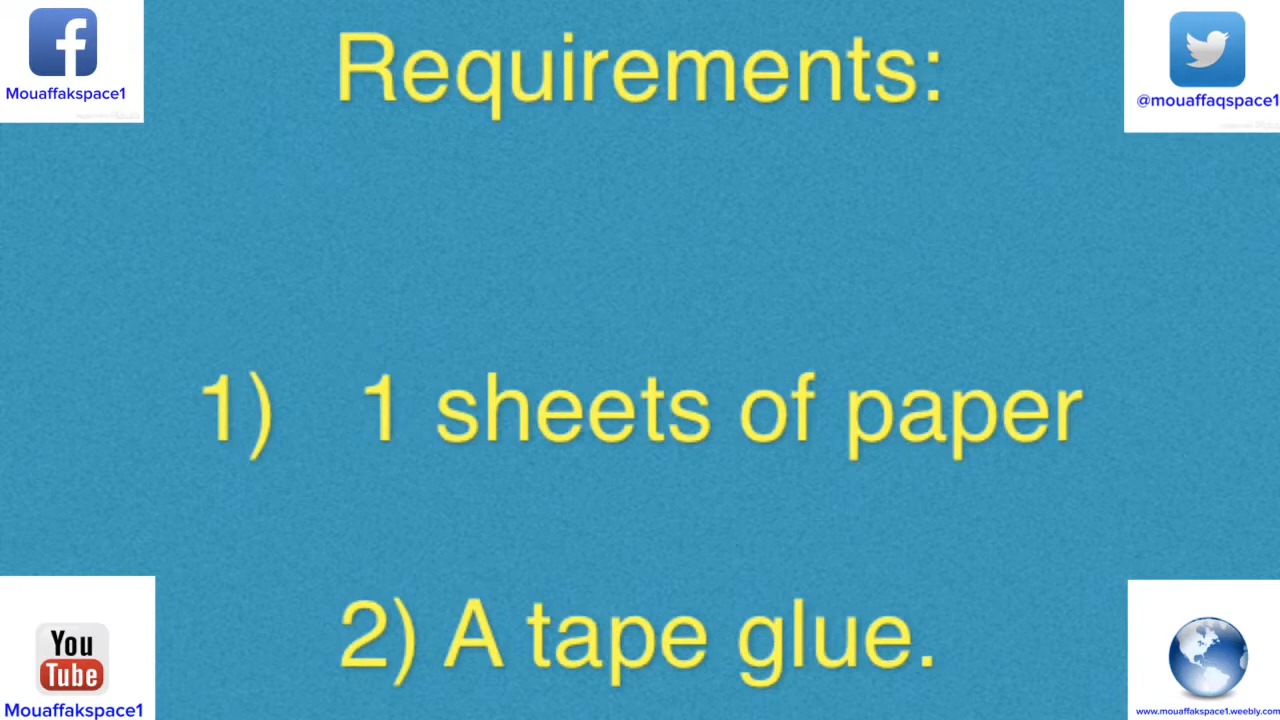 Requirements:
Mouaffakspace1
@mouaffaqspace1
1) 1 sheets of paper
2) A tape glue.
You
Tube
Mouaffakspace1
www.mouaffakspace1.weebly.com